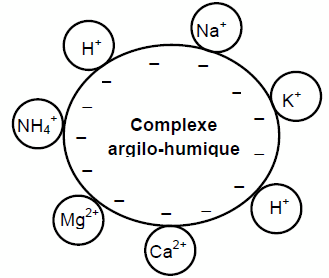 Na⁺
H⁺
K⁺
NH₄⁺
Complexe
argilo-humique
H⁺
Mg²⁺
Ca²⁺